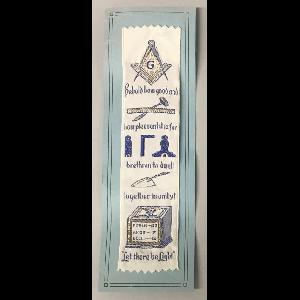 G
Behold how good and
how pleasant it is for
brethren to dwell
together in unity!
"Let there be Light"